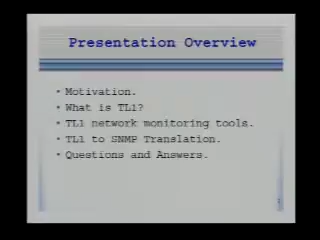 Presentation Overview
• Motivation.
• What is TL1?
• TL1 network monitoring tools.
• TL1 to SNMP Translation.
• Questions and Answers.